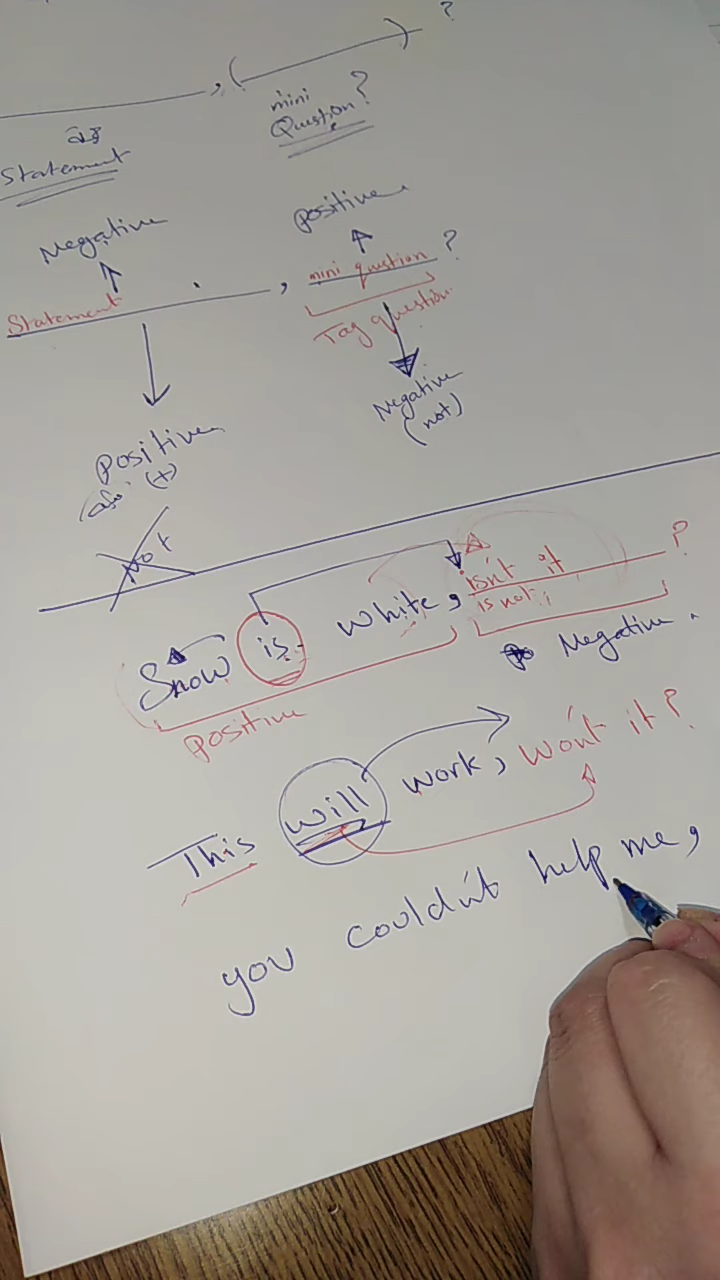 , ( ) ?
mini
Question?
Statement
Negative
positive
Statement . , mini question ?
Tag question.
Negative
(not)
Positive
(+)
Not
Snow is white, isn't it ?
is not
positive
Negative.
This will work, won't it?
you couldn't help me,